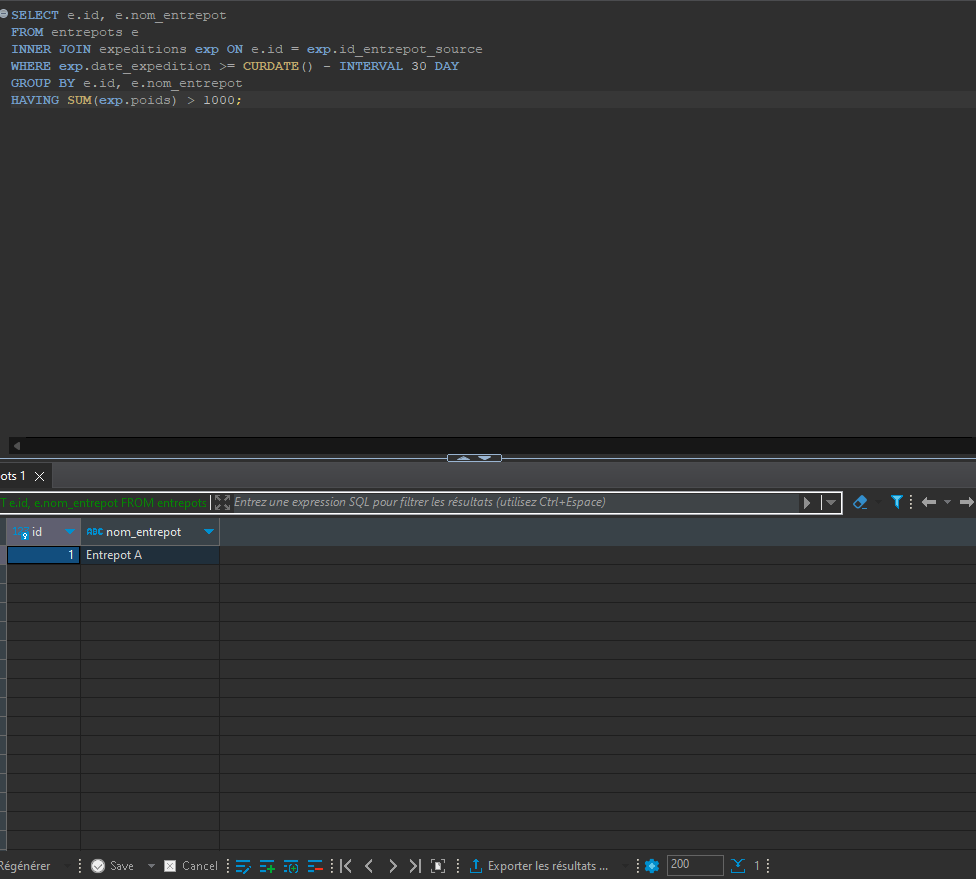 SELECT e.id, e.nom_entrepot
FROM entrepots e
INNER JOIN expeditions exp ON e.id = exp.id_entrepot_source
WHERE exp.date_expedition >= CURDATE() - INTERVAL 30 DAY
GROUP BY e.id, e.nom_entrepot
HAVING SUM(exp.poids) > 1000;
ots 1
T e.id, e.nom_entrepot FROM entrepots Entrez une expression SQL pour filtrer les résultats (utilisez Ctrl+Espace)
123 id ABC nom_entrepot
1 Entrepot A
Régénérer Save Cancel Exporter les résultats ... 200 1